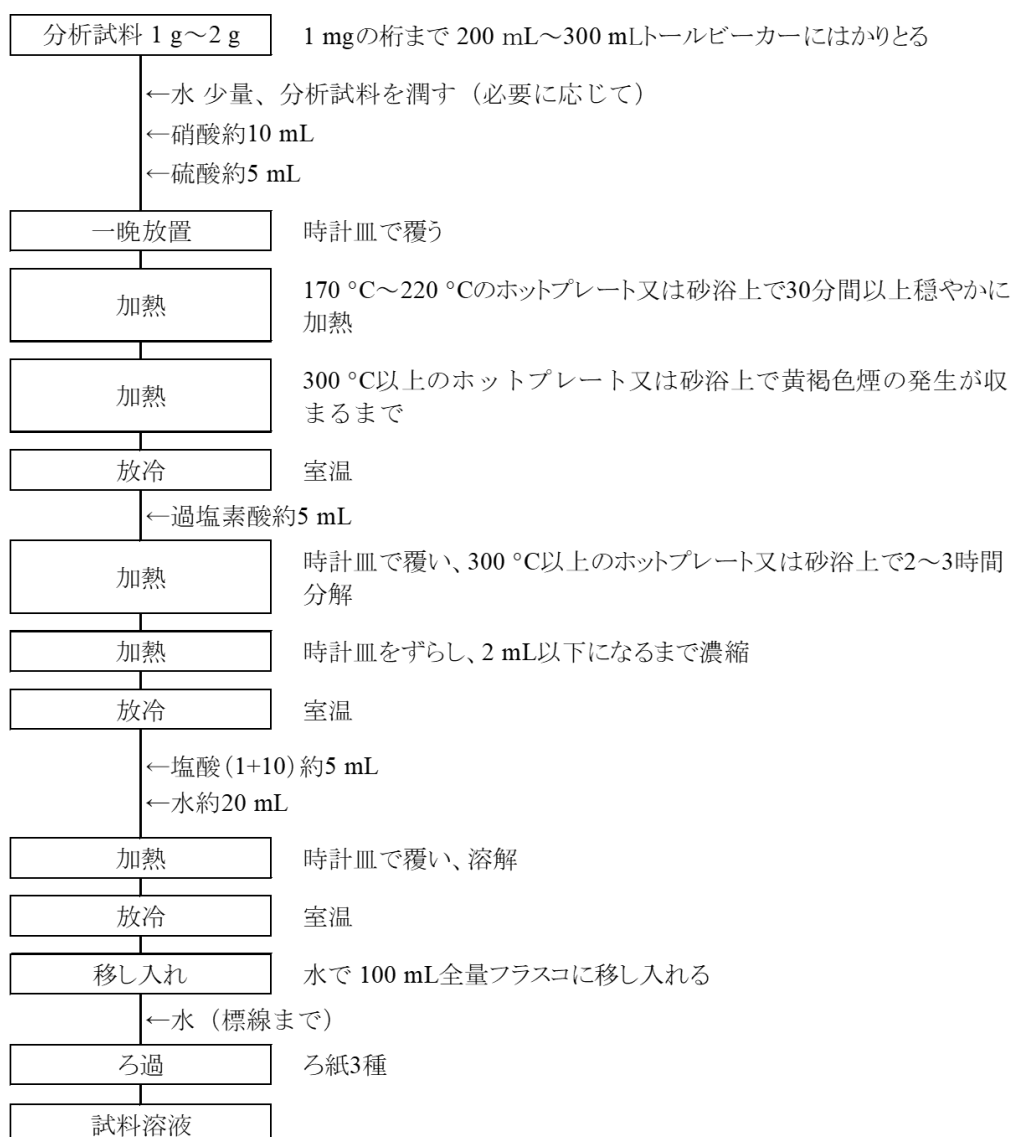 分析試料 1 g～2 g　1 mgの桁まで 200 mL～300 mLトールビーカーにはかりとる
←水 少量、分析試料を潤す（必要に応じて）
←硝酸約10 mL
←硫酸約5 mL
一晩放置　時計皿で覆う
加熱　170 °C～220 °Cのホットプレート又は砂浴上で30分間以上穏やかに
加熱
加熱　300 °C以上のホットプレート又は砂浴上で黄褐色煙の発生が収
まるまで
放冷　室温
←過塩素酸約5 mL
加熱　時計皿で覆い、300 °C以上のホットプレート又は砂浴上で2～3時間
分解
加熱　時計皿をずらし、2 mL以下になるまで濃縮
放冷　室温
←塩酸（1+10）約5 mL
←水約20 mL
加熱　時計皿で覆い、溶解
放冷　室温
移し入れ　水で 100 mL全量フラスコに移し入れる
←水（標線まで）
ろ過　ろ紙3種
試料溶液